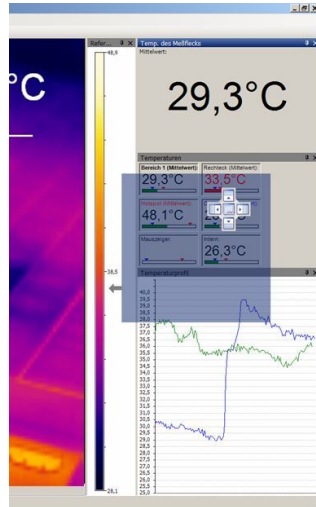 Refer...
Temp. des Meßflecks
Mittelwert:
°C
29,3°C
48,9
Temperaturen
Bereich 1 (Mittelwert):
Rechteck (Mittelwert):
29,3°C
33,5°C
Hotspot (Mittelwert):
48,1°C
Mauszeiger:
Intern:
26,3°C
38,5
28,1
Temperaturprofil
40,0
39,5
39,0
38,5
38,0
37,5
37,0
36,5
36,0
35,5
35,0
34,5
34,0
33,5
33,0
32,5
32,0
31,5
31,0
30,5
30,0
29,5
29,0
28,5
28,0
27,5
27,0
26,5
26,0
25,5
25,0